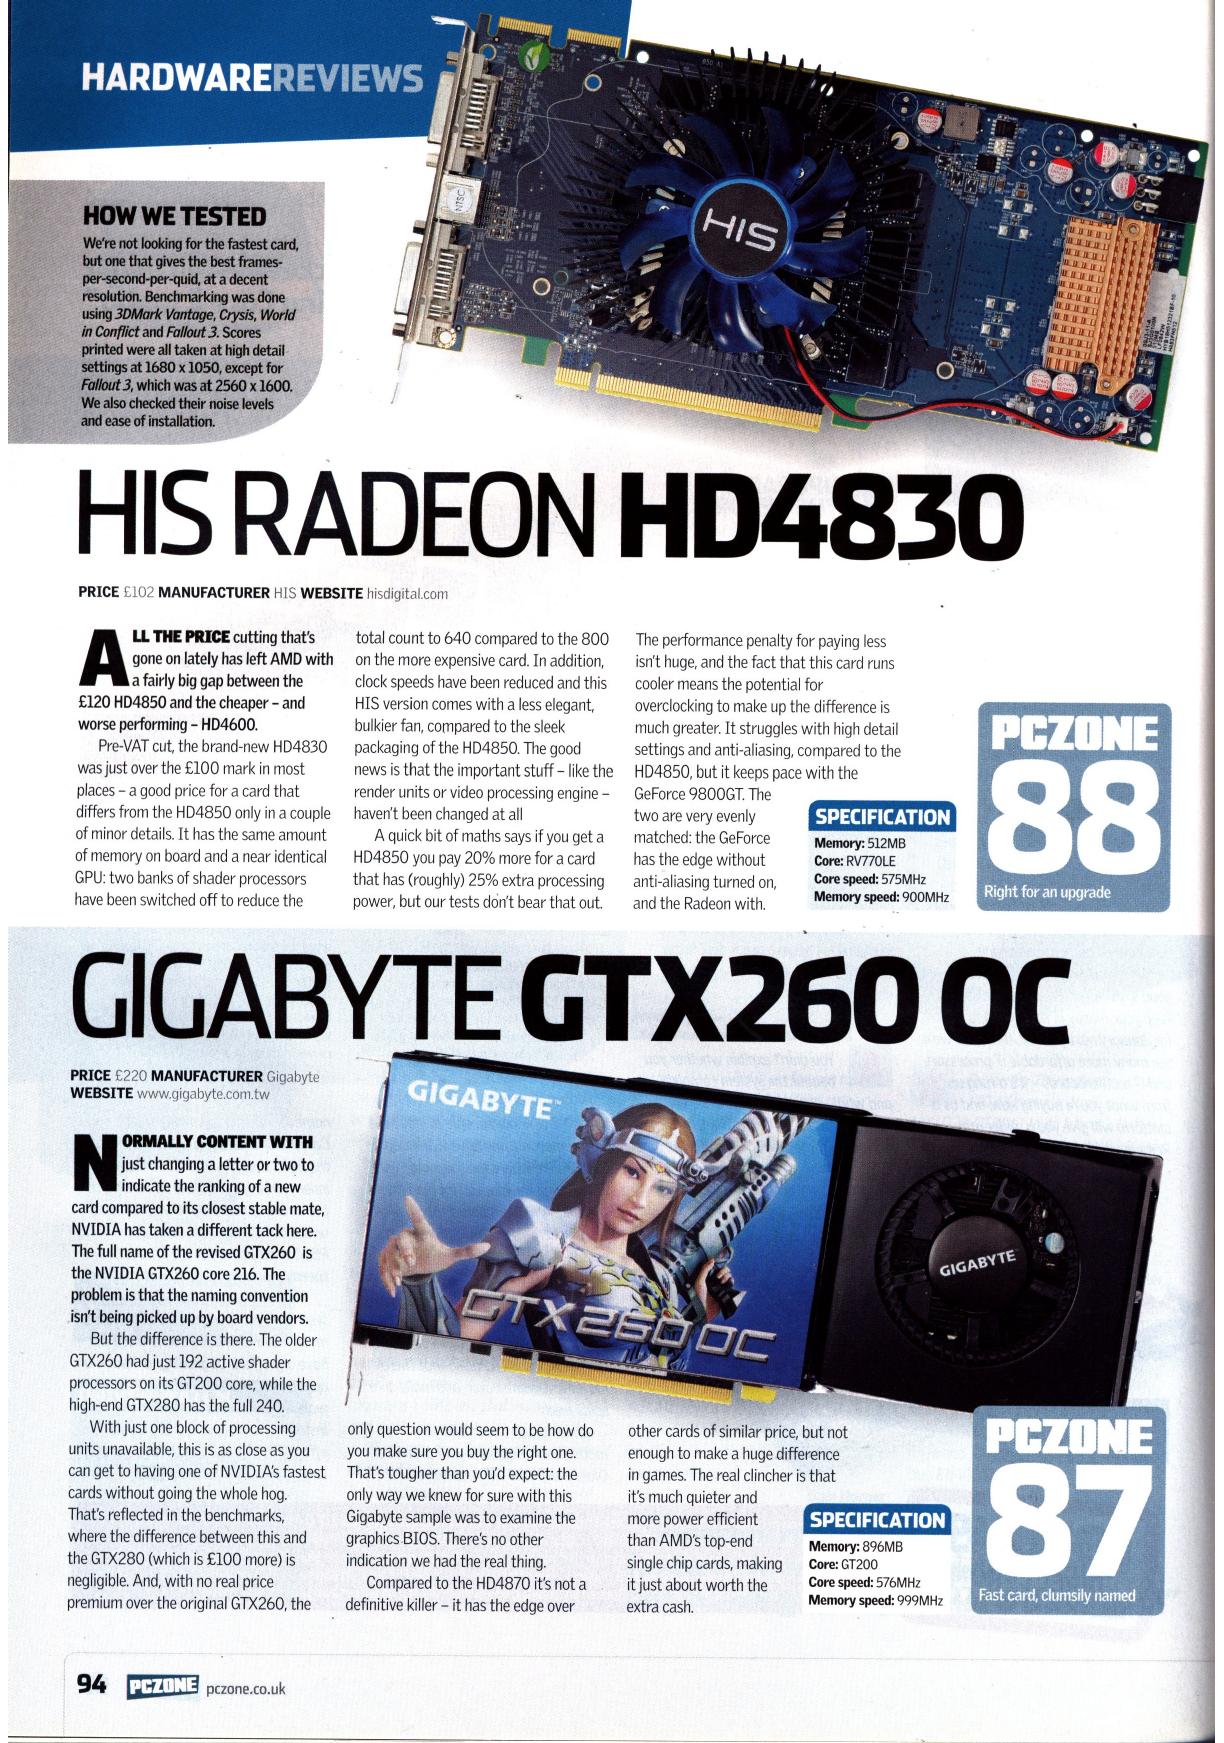 HARDWAREREVIEWS
HOW WE TESTED
We're not looking for the fastest card,
but one that gives the best frames-
per-second-per-quid, at a decent
resolution. Benchmarking was done
using 3DMark Vantage, Crysis, World
in Conflict and Fallout 3. Scores
printed were all taken at high detail
settings at 1680 x 1050, except for
Fallout 3, which was at 2560 x 1600.
We also checked their noise levels
and ease of installation.
NTSC
HIS
HIS RADEON HD4830
PRICE £102 MANUFACTURER HIS WEBSITE hisdigital.com
ALL THE PRICE cutting that's
gone on lately has left AMD with
a fairly big gap between the
£120 HD4850 and the cheaper – and
worse performing – HD4600.
Pre-VAT cut, the brand-new HD4830
was just over the £100 mark in most
places – a good price for a card that
differs from the HD4850 only in a couple
of minor details. It has the same amount
of memory on board and a near identical
GPU: two banks of shader processors
have been switched off to reduce the
total count to 640 compared to the 800
on the more expensive card. In addition,
clock speeds have been reduced and this
HIS version comes with a less elegant,
bulkier fan, compared to the sleek
packaging of the HD4850. The good
news is that the important stuff – like the
render units or video processing engine –
haven't been changed at all
A quick bit of maths says if you get a
HD4850 you pay 20% more for a card
that has (roughly) 25% extra processing
power, but our tests don't bear that out.
The performance penalty for paying less
isn't huge, and the fact that this card runs
cooler means the potential for
overclocking to make up the difference is
much greater. It struggles with high detail
settings and anti-aliasing, compared to the
HD4850, but it keeps pace with the
GeForce 9800GT. The
two are very evenly
matched: the GeForce
has the edge without
anti-aliasing turned on,
and the Radeon with.
SPECIFICATION
Memory: 512MB
Core: RV770LE
Core speed: 575MHz
Memory speed: 900MHz
PCZONE
88
Right for an upgrade
GIGABYTE GTX260 OC
PRICE £220 MANUFACTURER Gigabyte
WEBSITE www.gigabyte.com.tw
GIGABYTE™
GTX260 OC
GIGABYTE
NORMALLY CONTENT WITH
just changing a letter or two to
indicate the ranking of a new
card compared to its closest stable mate,
NVIDIA has taken a different tack here.
The full name of the revised GTX260 is
the NVIDIA GTX260 core 216. The
problem is that the naming convention
isn't being picked up by board vendors.
But the difference is there. The older
GTX260 had just 192 active shader
processors on its GT200 core, while the
high-end GTX280 has the full 240.
With just one block of processing
units unavailable, this is as close as you
can get to having one of NVIDIA's fastest
cards without going the whole hog.
That's reflected in the benchmarks,
where the difference between this and
the GTX280 (which is £100 more) is
negligible. And, with no real price
premium over the original GTX260, the
only question would seem to be how do
you make sure you buy the right one.
That's tougher than you'd expect: the
only way we knew for sure with this
Gigabyte sample was to examine the
graphics BIOS. There's no other
indication we had the real thing.
Compared to the HD4870 it's not a
definitive killer – it has the edge over
other cards of similar price, but not
enough to make a huge difference
in games. The real clincher is that
it's much quieter and
more power efficient
than AMD's top-end
single chip cards, making
it just about worth the
extra cash.
SPECIFICATION
Memory: 896MB
Core: GT200
Core speed: 576MHz
Memory speed: 999MHz
PCZONE
87
Fast card, clumsily named
94 PCZONE pczone.co.uk